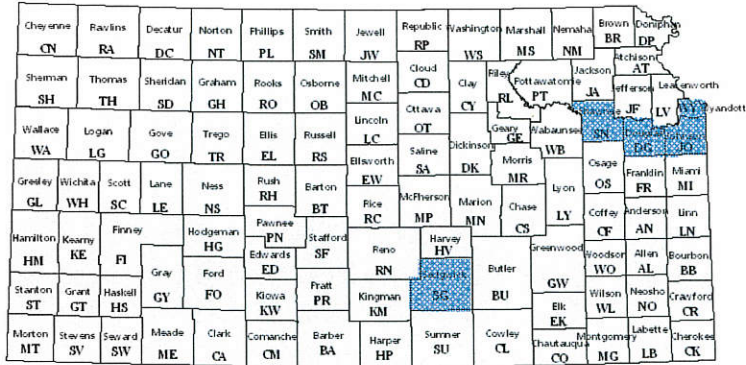 Cheyenne Rawlins Decatur Norton Phillips Smith Jewell Republic Washington Marshall Nemaha Brown Doniphan
CN RA DC NT PL SM JW RP WS MS NM BR DP
Atchison
AT
Sherman Thomas Sheridan Graham Rooks Osborne Mitchell Cloud Clay Riley Pottawatomie Jackson Jefferson Leavenworth
SH TH SD GH RO OB MC CD CY RL PT JA JF LV WY
Wallace Logan Gove Trego Ellis Russell Lincoln Ottawa Dickinson Geary Wabaunsee
WA LG GO TR EL RS LC OT DK GE WB SN DG JO
Ellsworth Saline Morris Osage Franklin Miami
EW SA MR OS FR MI
Greeley Wichita Scott Lane Ness Rush Barton Rice McPherson Marion Chase Lyon Coffey Anderson Linn
GL WH SC LE NS RH BT RC MP MN CS LY CF AN LN
Hamilton Kearny Finney Hodgeman Pawnee Stafford Reno Harvey Butler Greenwood Woodson Allen Bourbon
HM KE FI HG PN SF RN HV BU GW WO AL BB
Stanton Grant Haskell Gray Ford Edwards Kiowa Pratt Kingman Elk Wilson Neosho Crawford
ST GT HS GY FO ED KW PR KM SG EK WL NO CR
Morton Stevens Seward Meade Clark Comanche Barber Harper Sumner Cowley Chautauqua Montgomery Labette Cherokee
MT SV SW ME CA CM BA HP SU CL CO MG LB CK